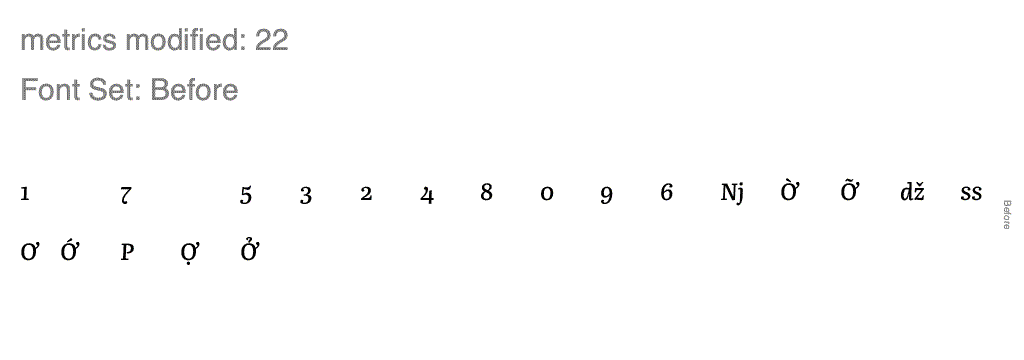 metrics modified: 22
Font Set: Before
1 7 5 3 2 4 8 0 9 6 Nj Ờ Ỡ dž ss
Before
Ơ Ớ P Ợ Ở